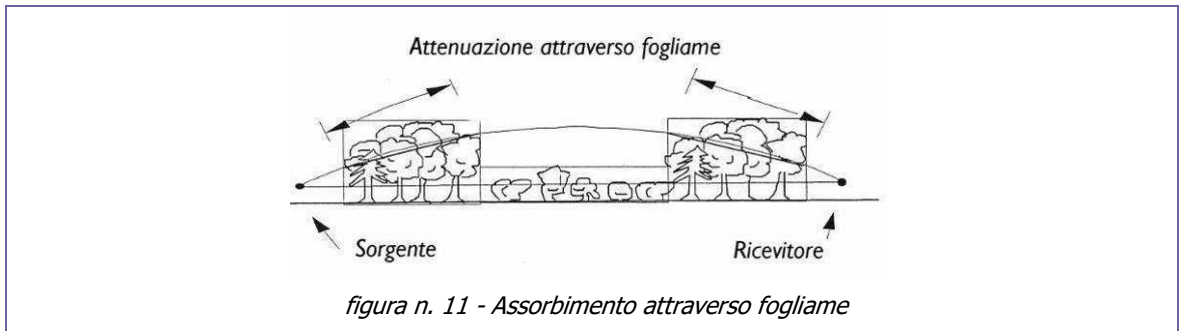 Attenuazione attraverso fogliame
Sorgente
Ricevitore
figura n. 11 - Assorbimento attraverso fogliame